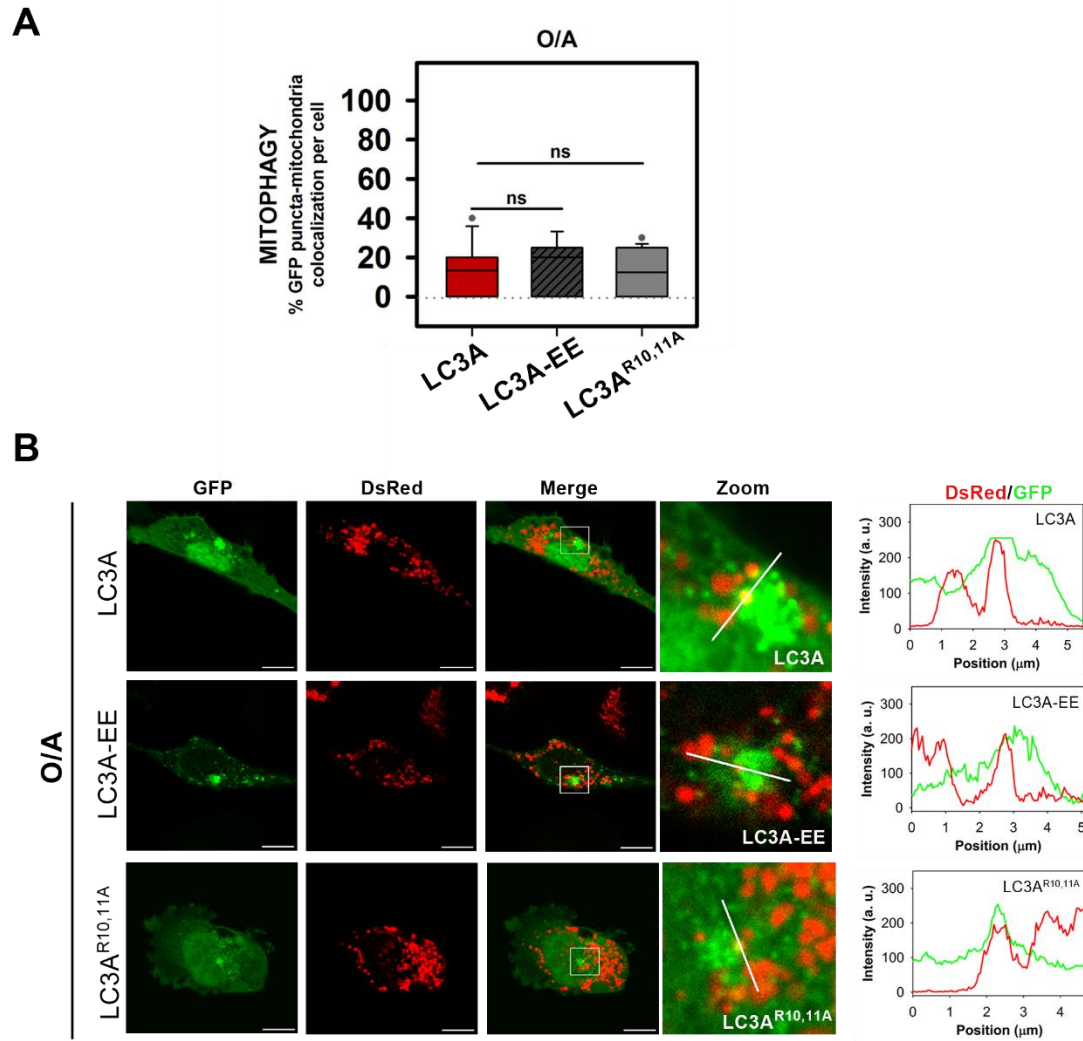 A
O/A
MITOPHAGY
% GFP puncta-mitochondria
colocalization per cell
100
80
60
40
20
0
ns
ns
LC3A
LC3A-EE
LC3A^R10,11A
B
GFP
DsRed
Merge
Zoom
DsRed/GFP
O/A
LC3A
LC3A
LC3A
Intensity (a. u.)
300
200
100
0
0 1 2 3 4 5
Position (μm)
LC3A-EE
LC3A-EE
LC3A-EE
Intensity (a. u.)
300
200
100
0
0 1 2 3 4 5
Position (μm)
LC3A^R10,11A
LC3A^R10,11A
LC3A^R10,11A
Intensity (a. u.)
300
200
100
0
0 2 4
Position (μm)